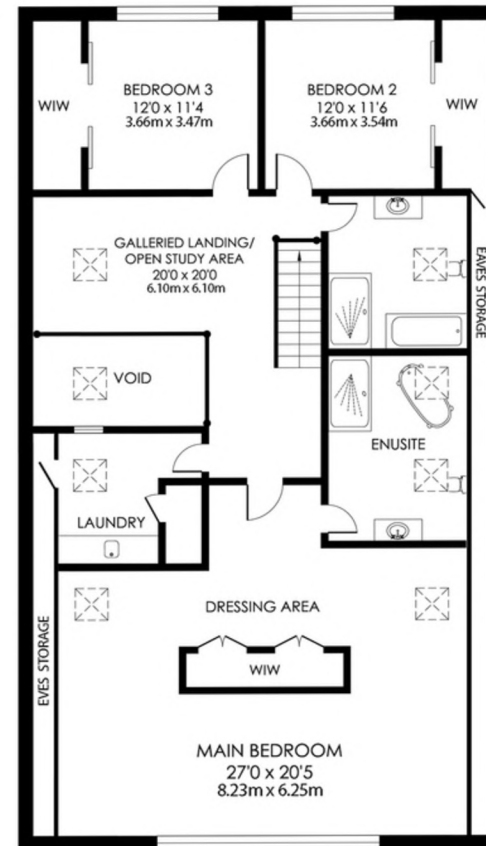 WIW
BEDROOM 3
12'0 x 11'4
3.66m x 3.47m
BEDROOM 2
12'0 x 11'6
3.66m x 3.54m
WIW
GALLERIED LANDING/
OPEN STUDY AREA
20'0 x 20'0
6.10m x 6.10m
EAVES STORAGE
VOID
ENUSITE
LAUNDRY
EVES STORAGE
DRESSING AREA
WIW
MAIN BEDROOM
27'0 x 20'5
8.23m x 6.25m